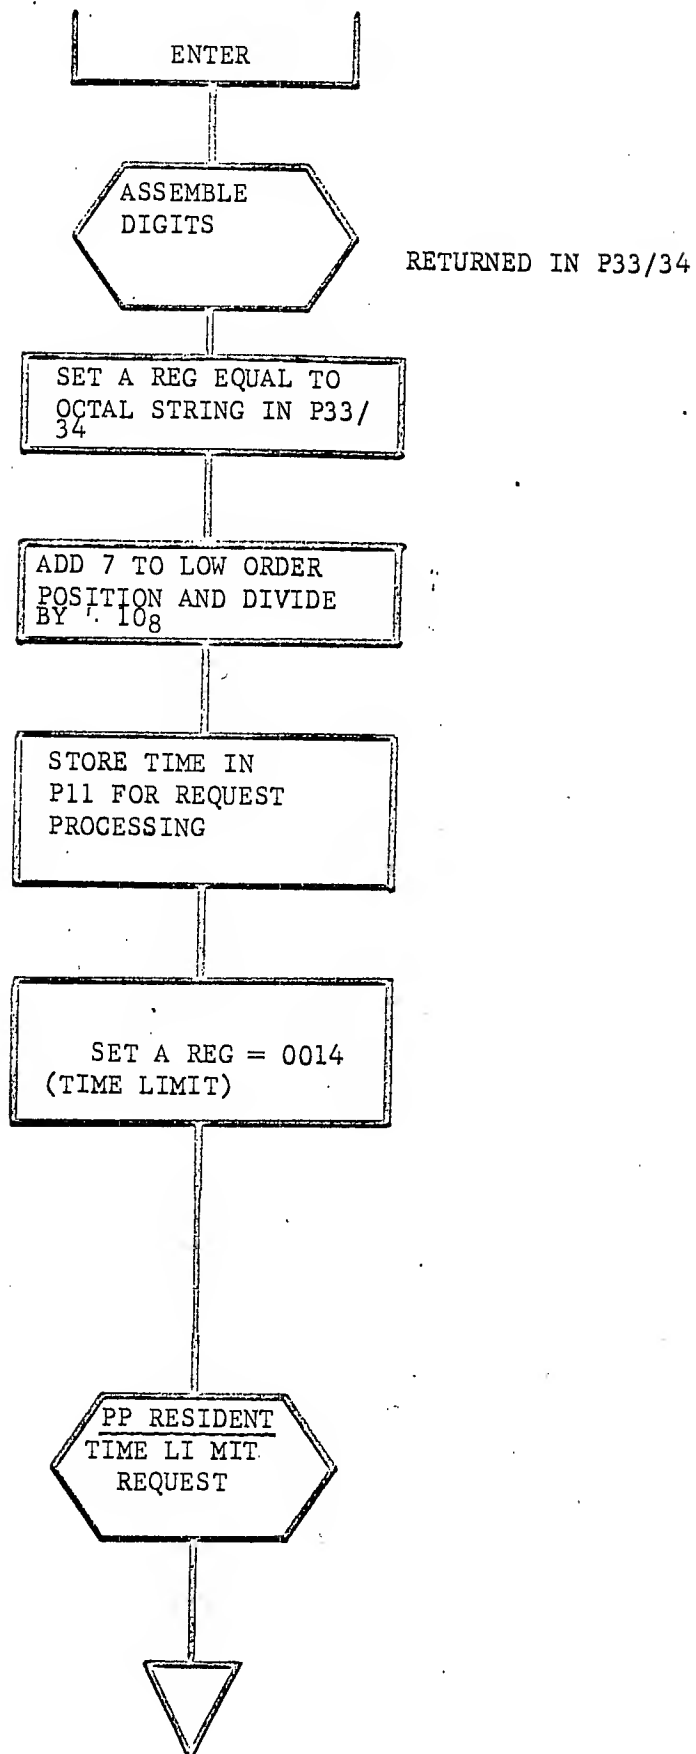 ENTER
ASSEMBLE
DIGITS
RETURNED IN P33/34
SET A REG EQUAL TO
OCTAL STRING IN P33/
34
ADD 7 TO LOW ORDER
POSITION AND DIVIDE
BY 10₈
STORE TIME IN
P11 FOR REQUEST
PROCESSING
SET A REG = 0014
(TIME LIMIT)
PP RESIDENT
TIME LI MIT
REQUEST